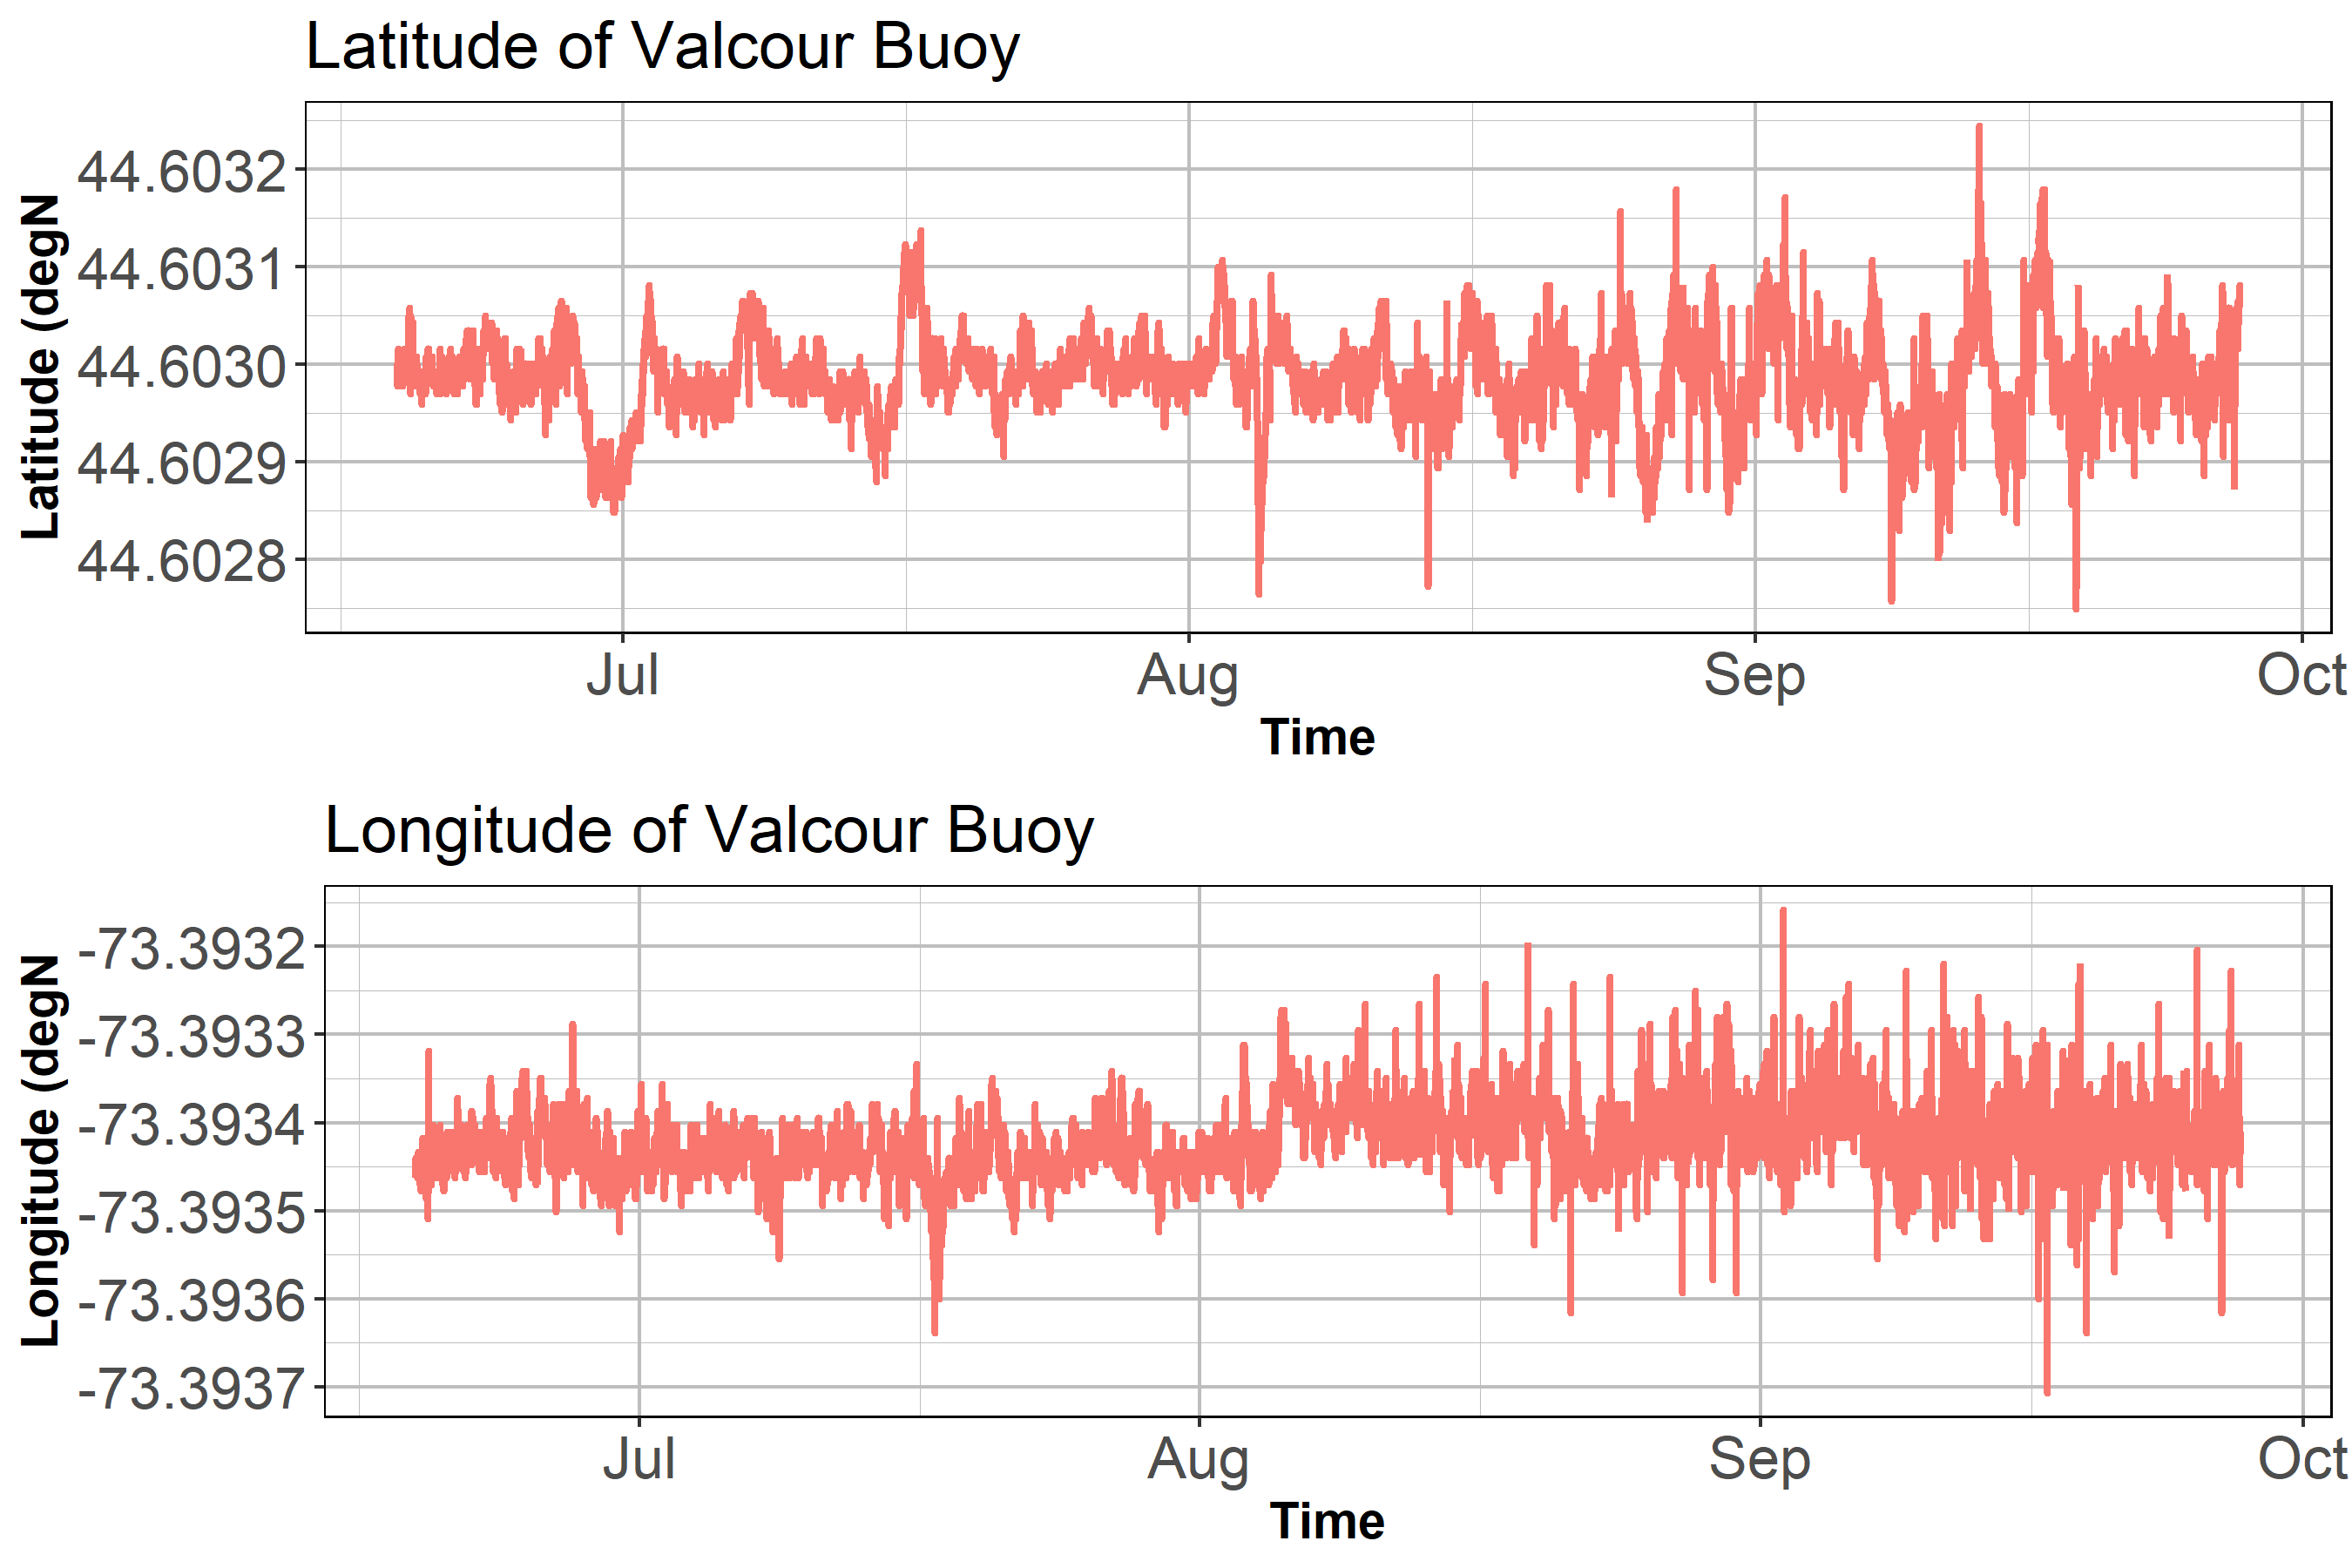 Latitude of Valcour Buoy
44.6032
44.6031
44.6030
44.6029
44.6028
Latitude (degN
Jul Aug Sep Oct
Time
Longitude of Valcour Buoy
-73.3932
-73.3933
-73.3934
-73.3935
-73.3936
-73.3937
Longitude (degN
Jul Aug Sep Oct
Time